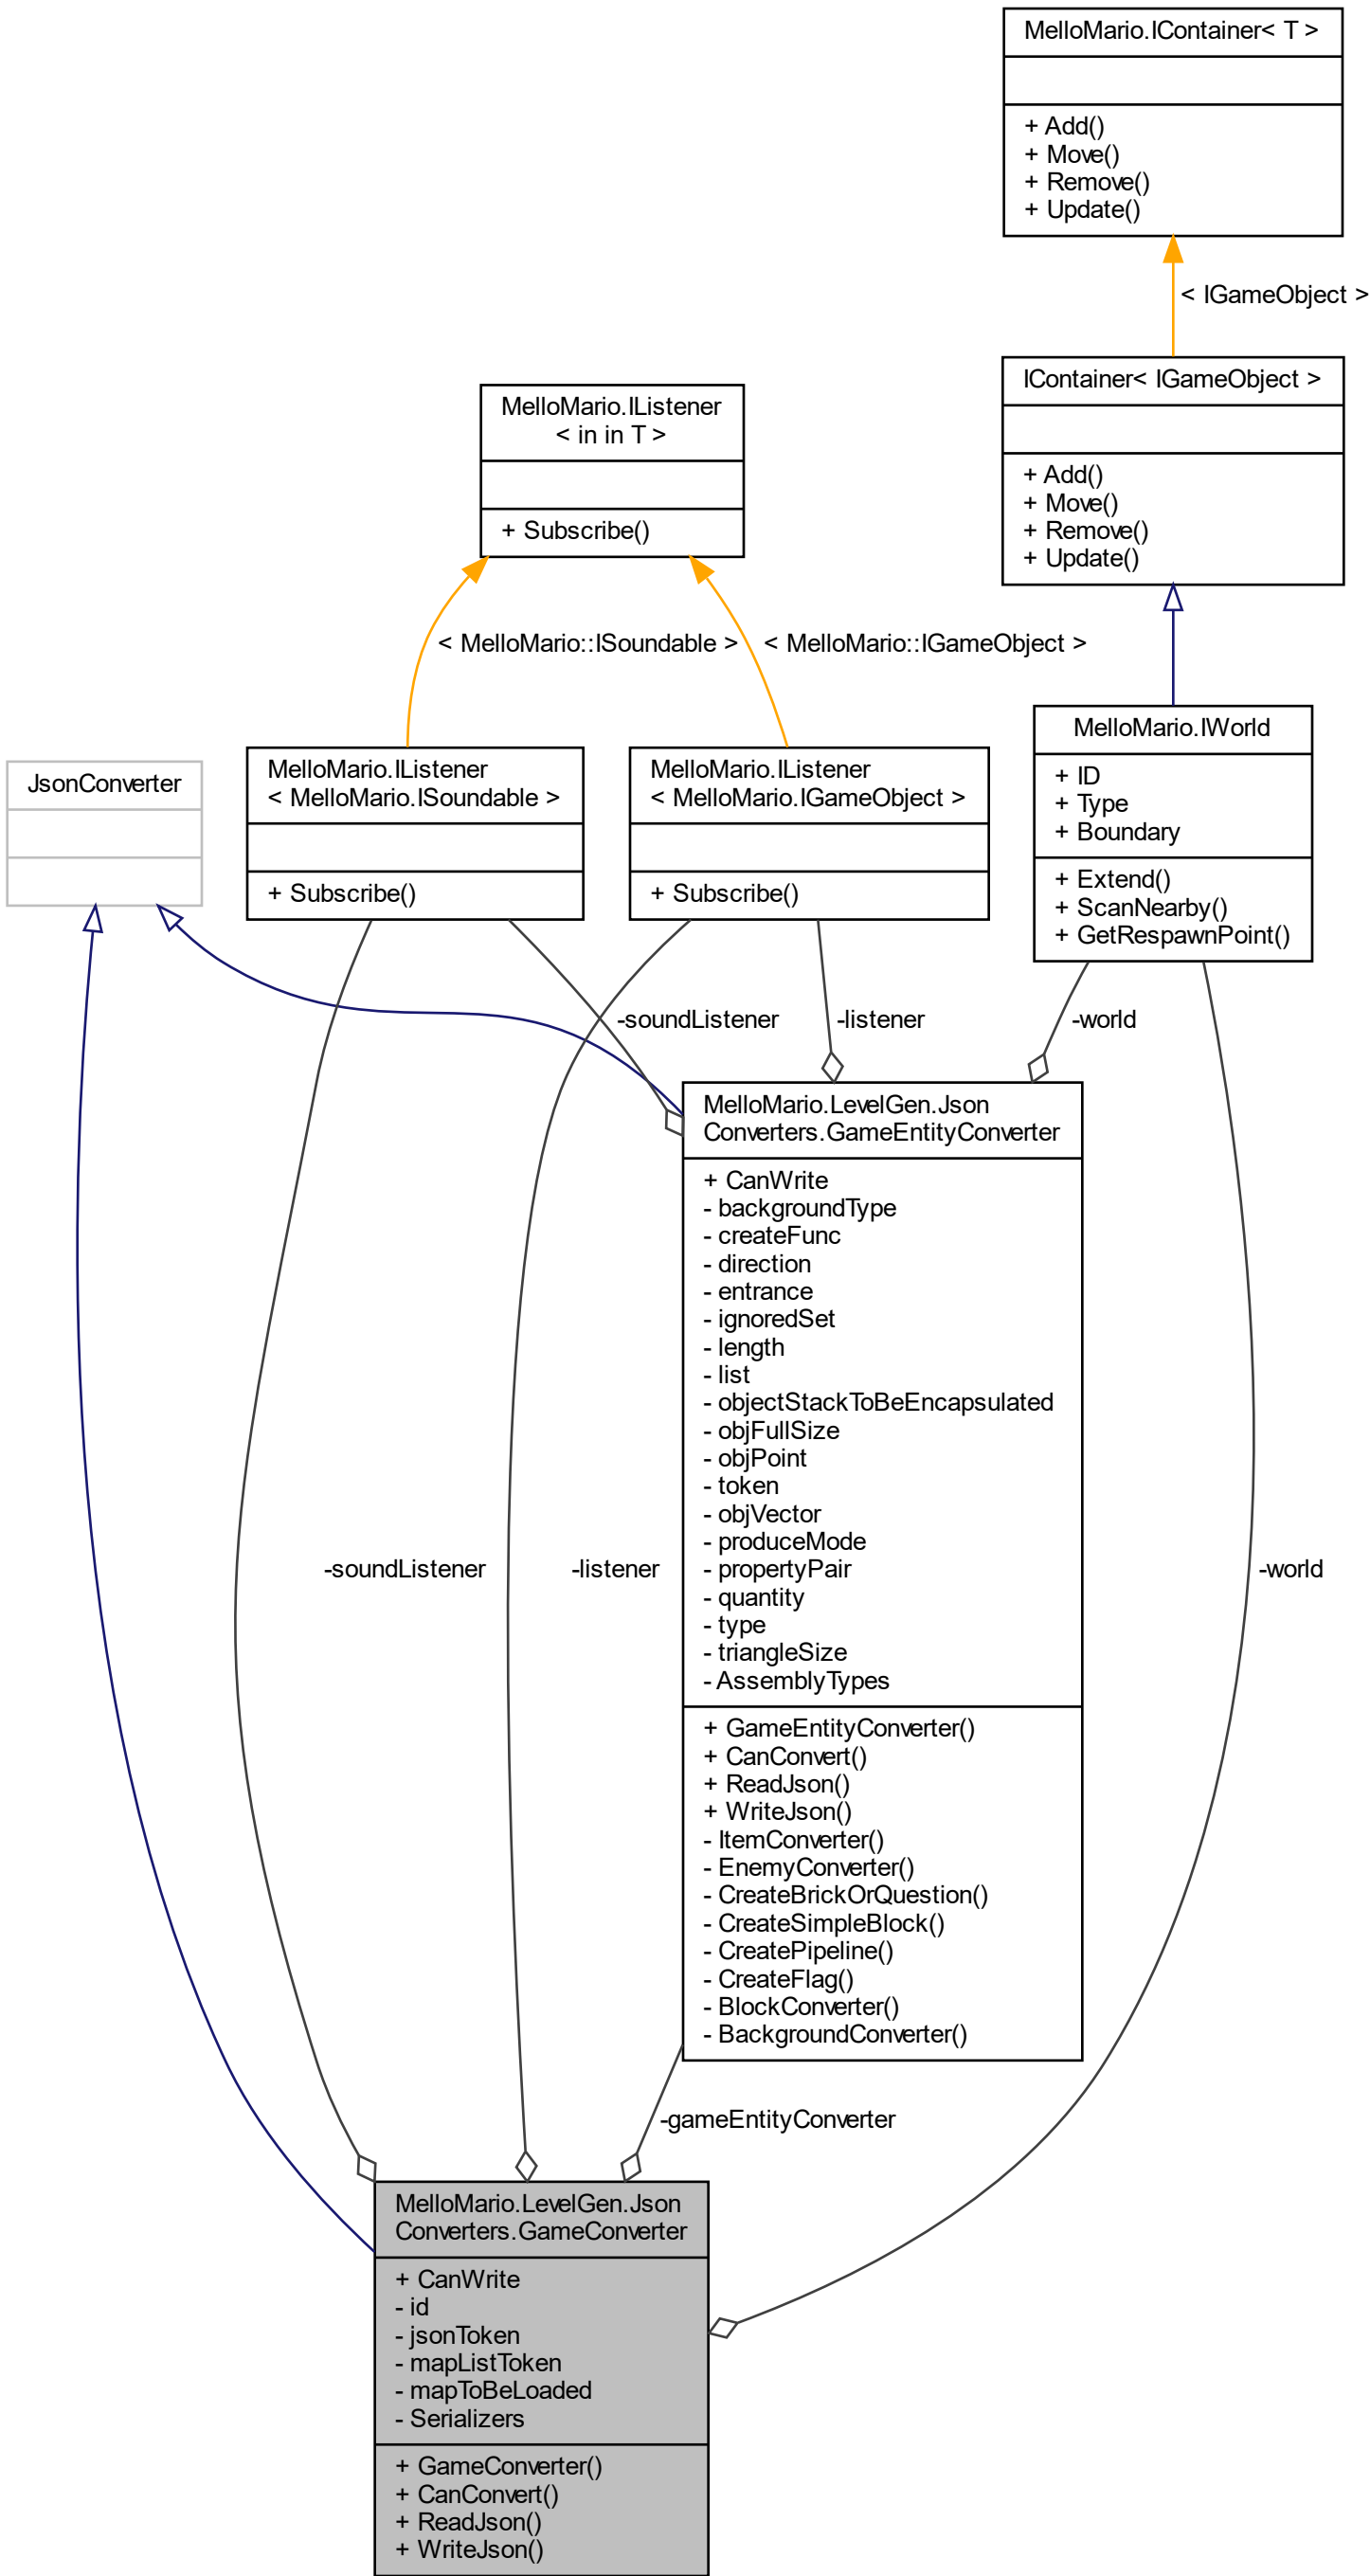 MelloMario.IContainer< T >
+ Add()
+ Move()
+ Remove()
+ Update()
< IGameObject >
IContainer< IGameObject >
+ Add()
+ Move()
+ Remove()
+ Update()
MelloMario.IListener
< in in T >
+ Subscribe()
< MelloMario::ISoundable >
< MelloMario::IGameObject >
JsonConverter
MelloMario.IListener
< MelloMario.ISoundable >
+ Subscribe()
MelloMario.IListener
< MelloMario.IGameObject >
+ Subscribe()
MelloMario.IWorld
+ ID
+ Type
+ Boundary
+ Extend()
+ ScanNearby()
+ GetRespawnPoint()
-soundListener
-listener
-world
MelloMario.LevelGen.Json
Converters.GameEntityConverter
+ CanWrite
- backgroundType
- createFunc
- direction
- entrance
- ignoredSet
- length
- list
- objectStackToBeEncapsulated
- objFullSize
- objPoint
- token
- objVector
- produceMode
- propertyPair
- quantity
- type
- triangleSize
- AssemblyTypes
+ GameEntityConverter()
+ CanConvert()
+ ReadJson()
+ WriteJson()
- ItemConverter()
- EnemyConverter()
- CreateBrickOrQuestion()
- CreateSimpleBlock()
- CreatePipeline()
- CreateFlag()
- BlockConverter()
- BackgroundConverter()
-soundListener
-listener
-world
-gameEntityConverter
MelloMario.LevelGen.Json
Converters.GameConverter
+ CanWrite
- id
- jsonToken
- mapListToken
- mapToBeLoaded
- Serializers
+ GameConverter()
+ CanConvert()
+ ReadJson()
+ WriteJson()